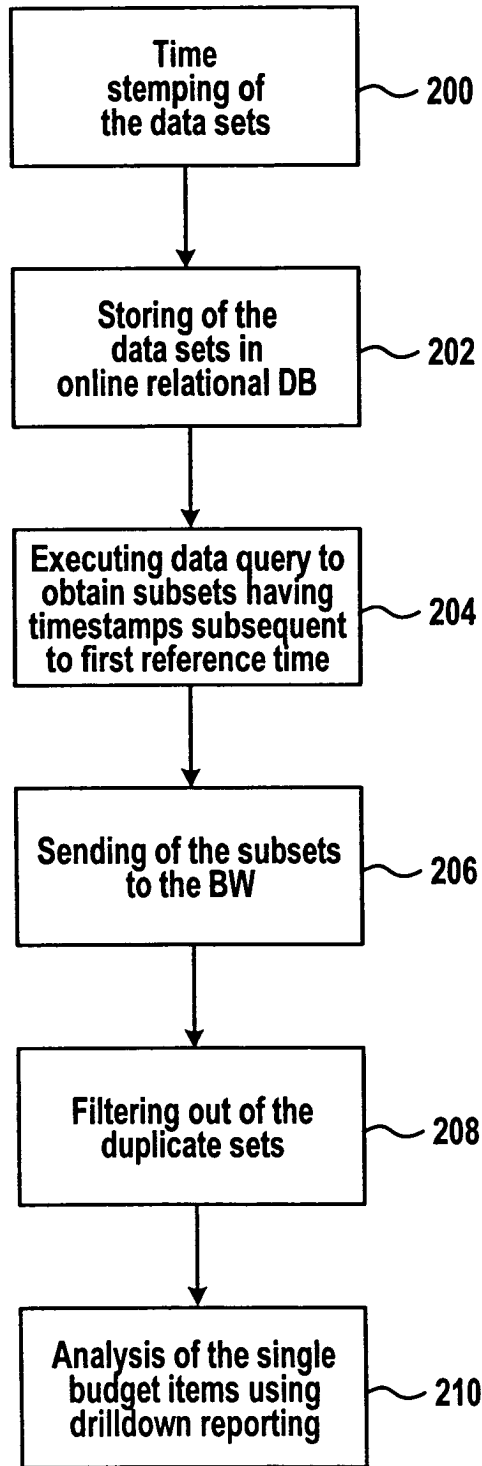 Time
stemping of
the data sets
200
Storing of the
data sets in
online relational DB
202
Executing data query to
obtain subsets having
timestamps subsequent
to first reference time
204
Sending of the subsets
to the BW
206
Filtering out of the
duplicate sets
208
Analysis of the single
budget items using
drilldown reporting
210